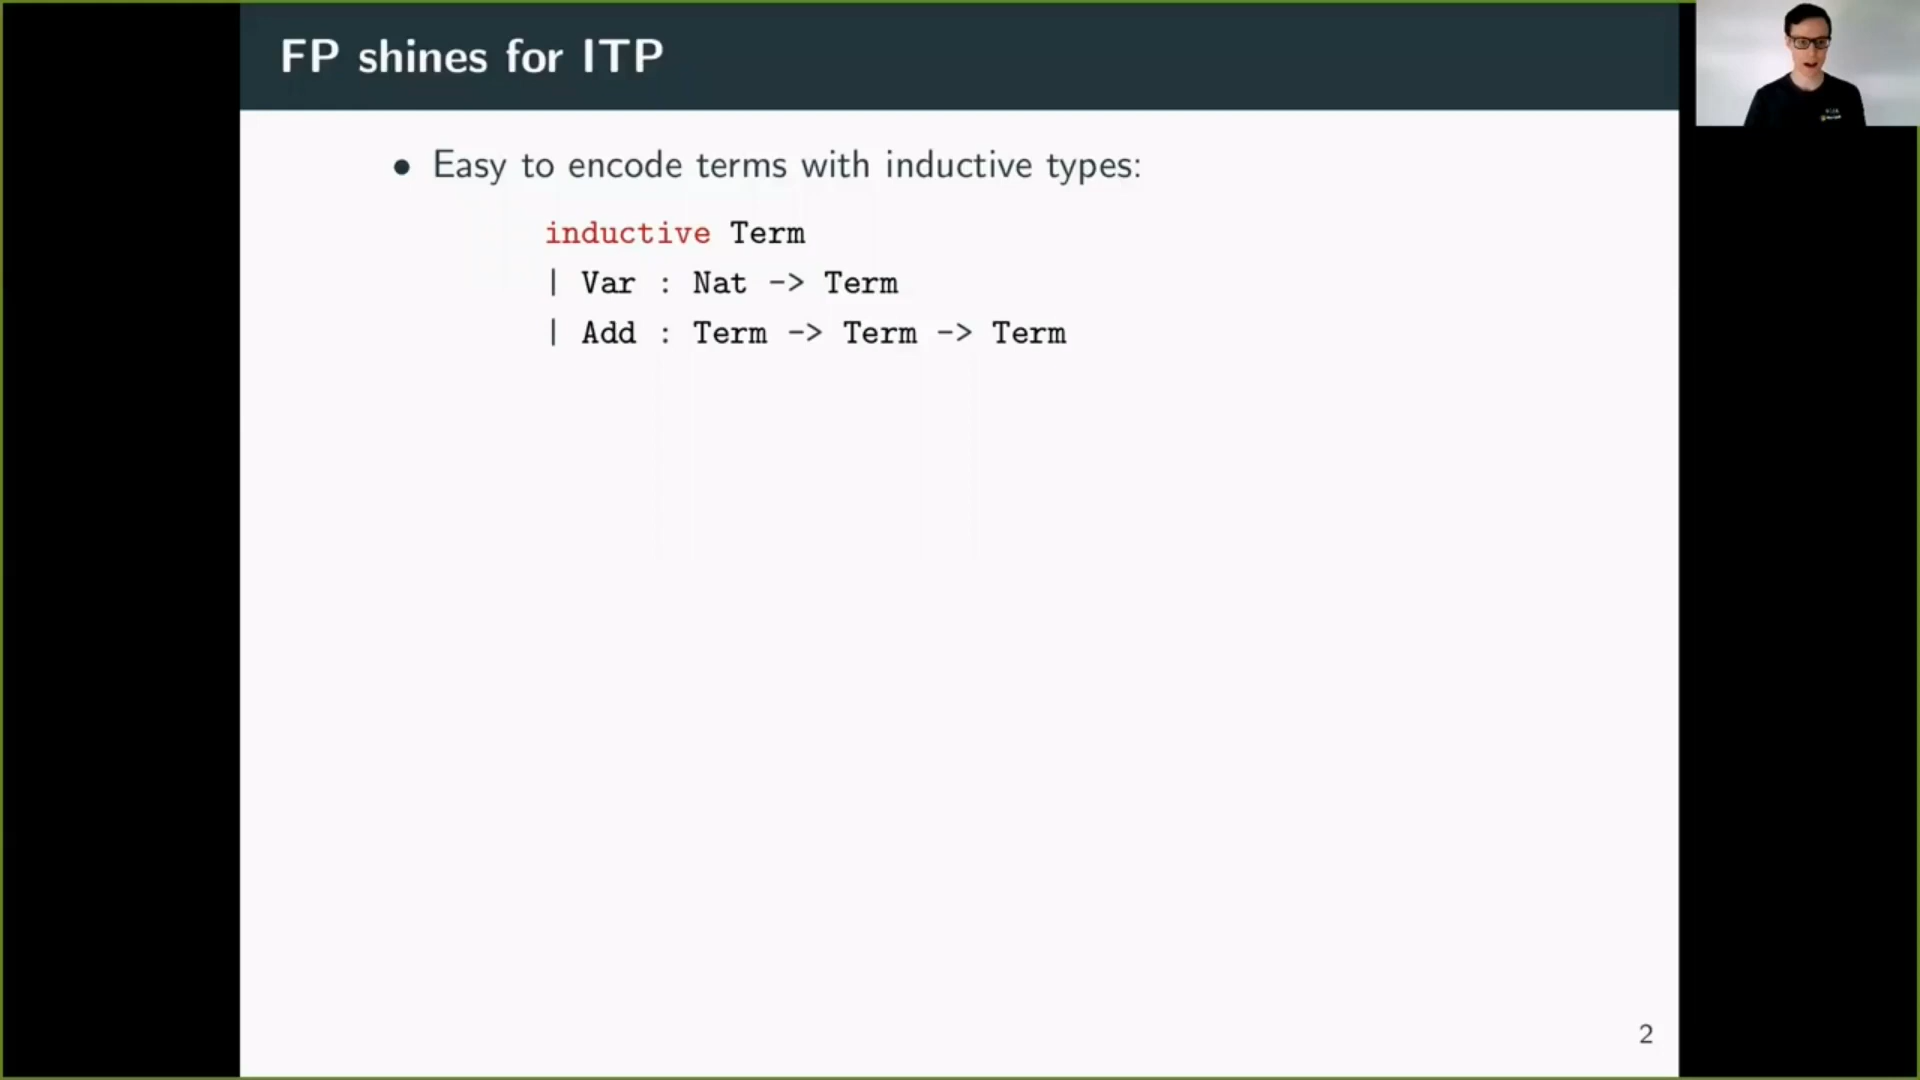 FP shines for ITP
• Easy to encode terms with inductive types:
inductive Term
| Var : Nat -> Term
| Add : Term -> Term -> Term
2